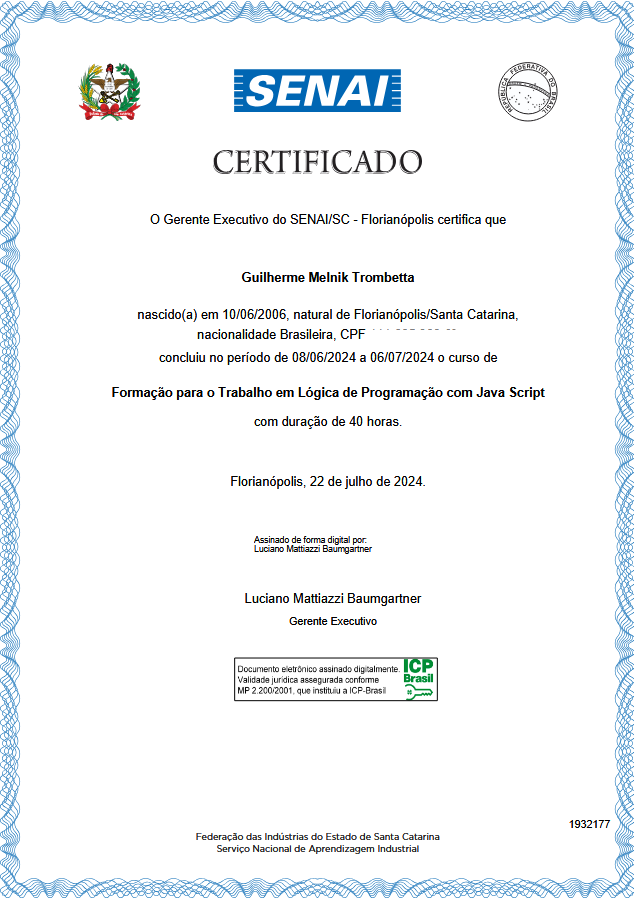 SENAI
REPÚBLICA FEDERATIVA DO BRASIL
CERTIFICADO
O Gerente Executivo do SENAI/SC - Florianópolis certifica que
Guilherme Melnik Trombetta
nascido(a) em 10/06/2006, natural de Florianópolis/Santa Catarina,
nacionalidade Brasileira, CPF
concluiu no período de 08/06/2024 a 06/07/2024 o curso de
Formação para o Trabalho em Lógica de Programação com Java Script
com duração de 40 horas.
Florianópolis, 22 de julho de 2024.
Assinado de forma digital por:
Luciano Mattiazzi Baumgartner
Luciano Mattiazzi Baumgartner
Gerente Executivo
Documento eletrônico assinado digitalmente.
Validade jurídica assegurada conforme
MP 2.200/2001, que instituiu a ICP-Brasil
ICP
Brasil
1932177
Federação das Indústrias do Estado de Santa Catarina
Serviço Nacional de Aprendizagem Industrial